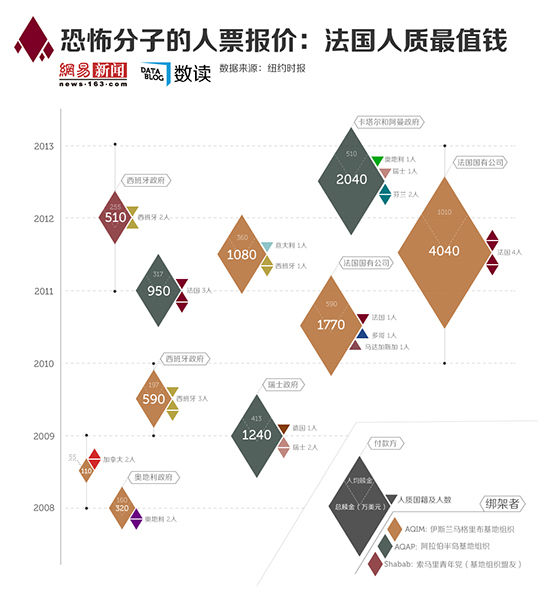 恐怖分子的人票报价：法国人质最值钱
網易新闻
news·163·com
DATA BLOG 数读
数据来源：纽约时报
卡塔尔和阿曼政府
2013
510
2040
奥地利 1人
瑞士 1人
芬兰 2人
法国国有公司
1010
4040
法国 4人
西班牙政府
255
510
西班牙 2人
2012
360
1080
意大利 1人
西班牙 1人
317
950
法国 3人
2011
法国国有公司
590
1770
法国 1人
多哥 1人
马达加斯加 1人
2010
西班牙政府
197
590
西班牙 3人
瑞士政府
413
1240
德国 1人
瑞士 2人
2009
55
110
加拿大 2人
奥地利政府
160
320
奥地利 2人
2008
付款方
人均赎金
总赎金（万美元）
人质国籍及人数
绑架者
AQIM: 伊斯兰马格里布基地组织
AQAP: 阿拉伯半岛基地组织
Shabab: 索马里青年党（基地组织盟友）